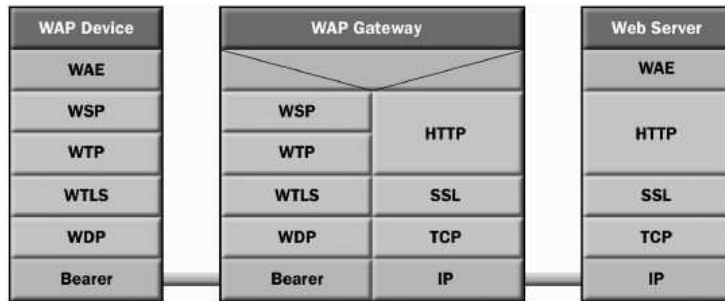 WAP Device
WAE
WSP
WTP
WTLS
WDP
Bearer
WAP Gateway
WSP
WTP
WTLS
WDP
Bearer
HTTP
SSL
TCP
IP
Web Server
WAE
HTTP
SSL
TCP
IP